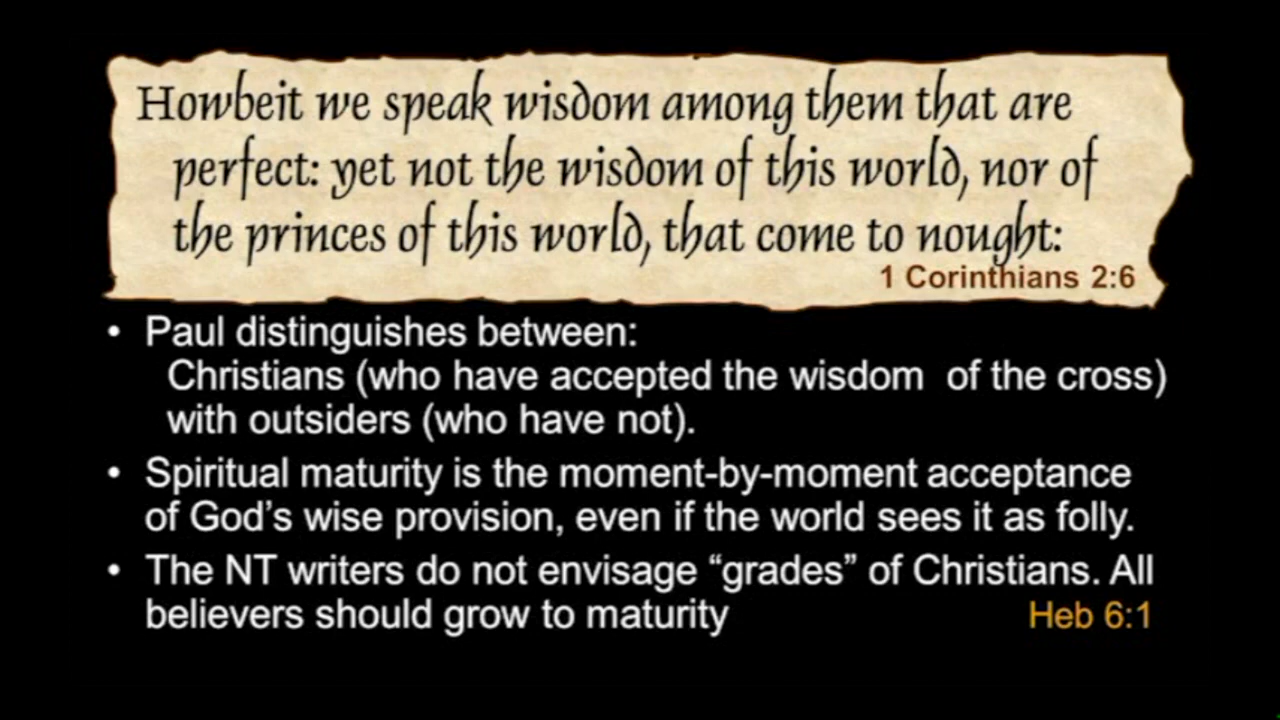 Howbeit we speak wisdom among them that are
perfect: yet not the wisdom of this world, nor of
the princes of this world, that come to nought:
1 Corinthians 2:6
• Paul distinguishes between:
Christians (who have accepted the wisdom  of the cross)
with outsiders (who have not).
• Spiritual maturity is the moment-by-moment acceptance
of God’s wise provision, even if the world sees it as folly.
• The NT writers do not envisage “grades” of Christians. All
believers should grow to maturity Heb 6:1